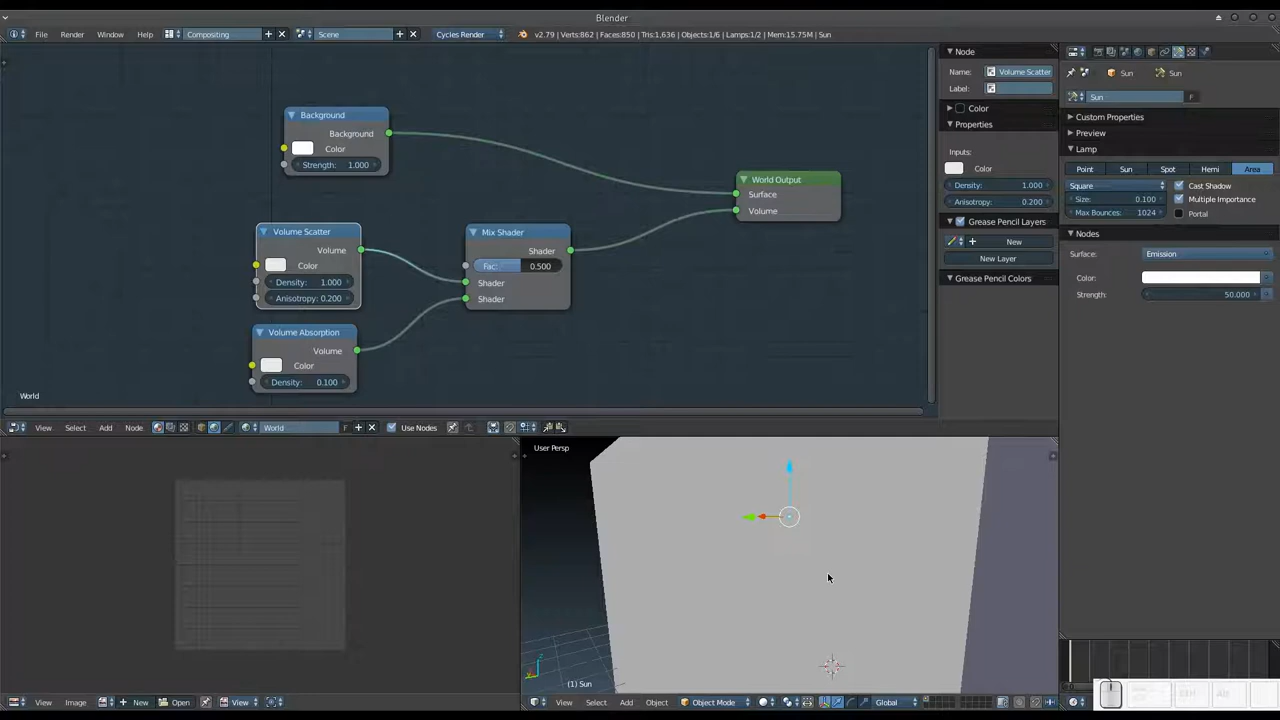 Blender
File Render Window Help Compositing Scene Cycles Render v2.79 | Verts:862 | Faces:850 | Tris:1,636 | Objects:1/6 | Lamps:1/2 | Mem:15.75M | Sun
Background
Background
Color
Strength: 1.000
World Output
Surface
Volume
Volume Scatter
Volume
Color
Density: 1.000
Anisotropy: 0.200
Mix Shader
Shader
Fac: 0.500
Shader
Shader
Volume Absorption
Volume
Color
Density: 0.100
World
View Select Add Node World F Use Nodes
Node
Name: Volume Scatter
Label:
Color
Properties
Inputs:
Color
Density: 1.000
Anisotropy: 0.200
Grease Pencil Layers
New
New Layer
Grease Pencil Colors
Sun Sun
Sun F
Custom Properties
Preview
Lamp
Point Sun Spot Hemi Area
Square Cast Shadow
Size: 0.100 Multiple Importance
Max Bounces: 1024 Portal
Nodes
Surface: Emission
Color:
Strength: 50.000
User Persp
(1) Sun
View Image New Open View
View Select Add Object Object Mode Global